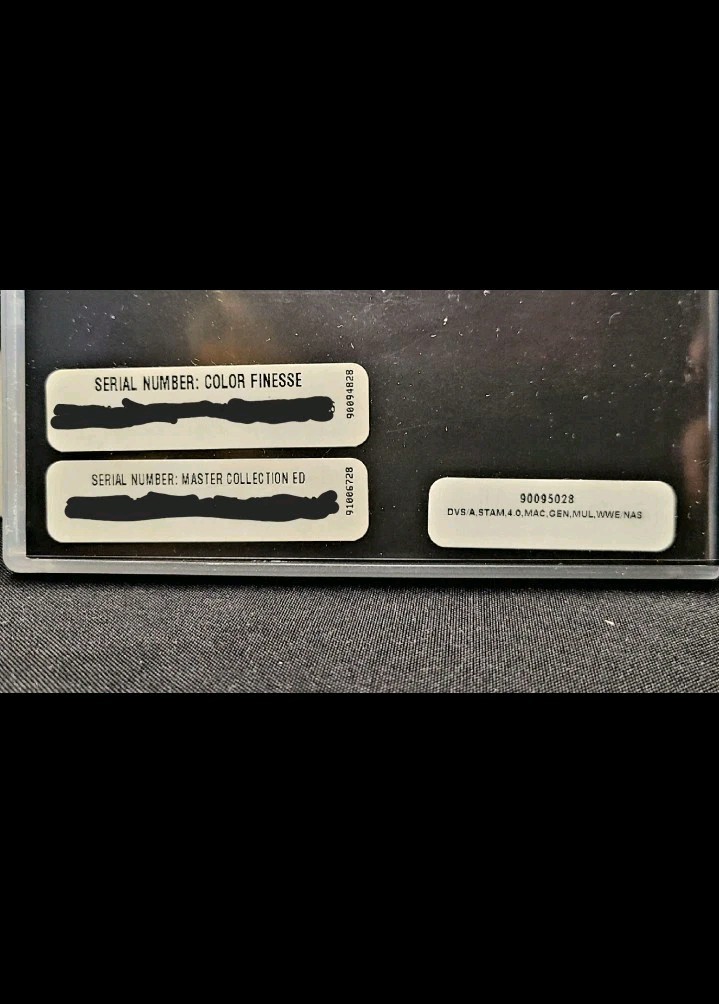 SERIAL NUMBER: COLOR FINESSE
90094828
SERIAL NUMBER: MASTER COLLECTION ED
91006728
90095028
DVS/A,STAM,4.0,MAC,GEN,MUL,WWE/NAS